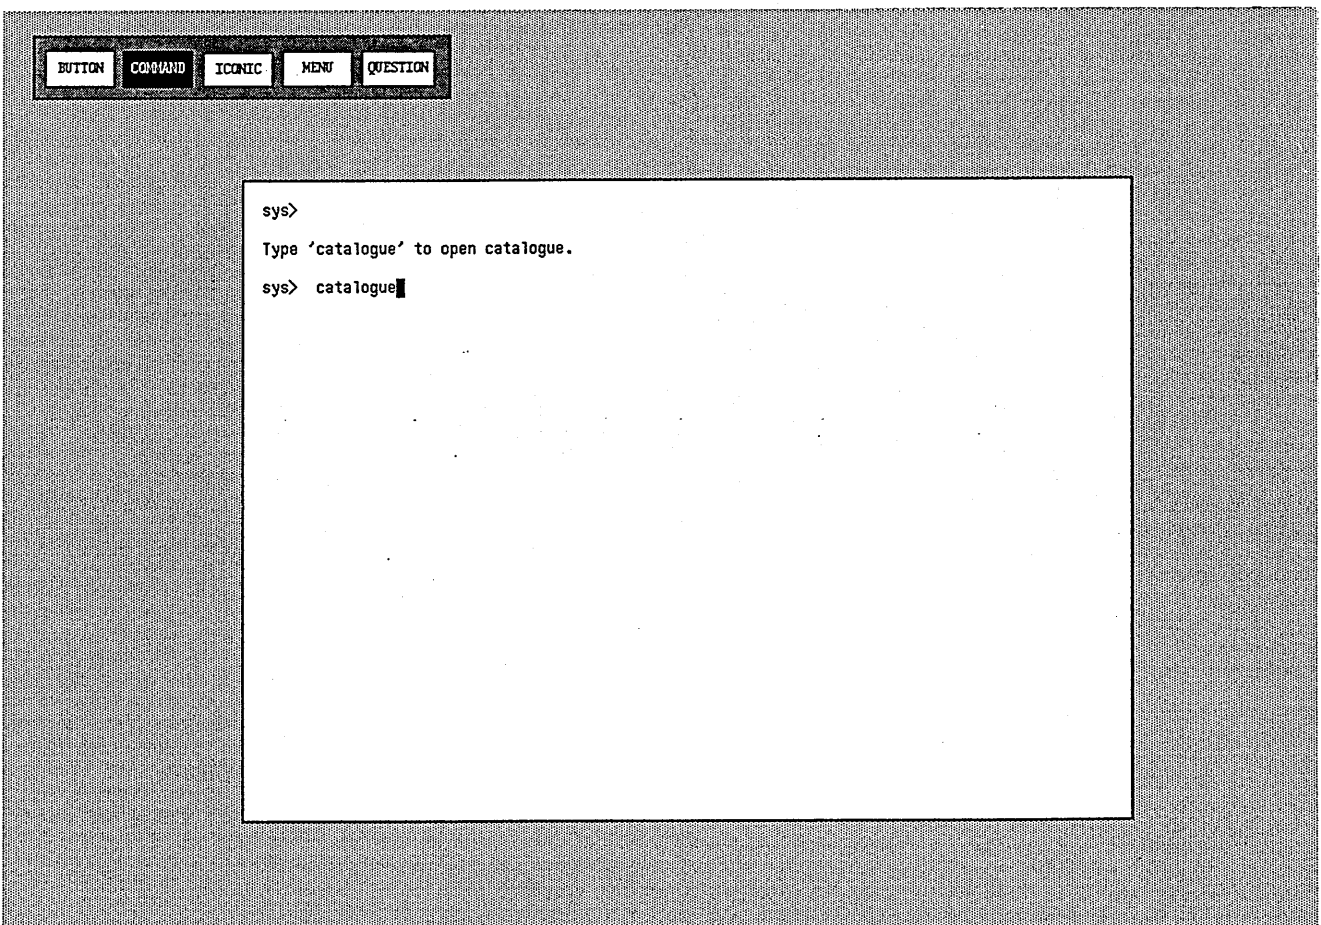 BUTTON COMMAND ICONIC MENU QUESTION
sys>
Type 'catalogue' to open catalogue.
sys> catalogue